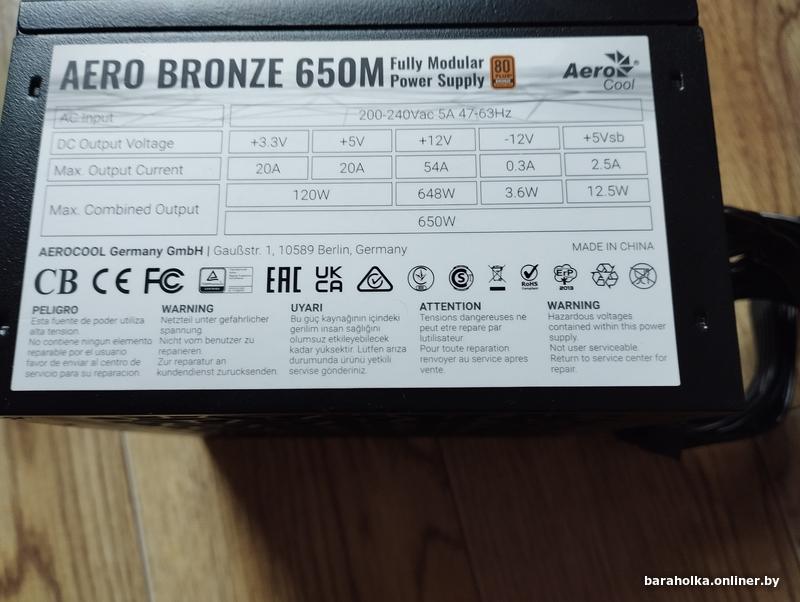 AERO BRONZE 650M Fully Modular
Power Supply
80
PLUS
BRONZE
Aero
Cool
AC Input 200-240Vac 5A 47-63Hz
DC Output Voltage +3.3V +5V +12V -12V +5Vsb
Max. Output Current 20A 20A 54A 0.3A 2.5A
Max. Combined Output 120W 648W 3.6W 12.5W
650W
AEROCOOL Germany GmbH | Gaußstr. 1, 10589 Berlin, Germany MADE IN CHINA
CB CE FC EAC UK CA RoHS ErP 2013
PELIGRO
Esta fuente de poder utiliza
alta tension.
No contiene ningun elemento
reparable por el usuario
favor de enviar al centro de
servicio para su reparacion.
WARNING
Netzteil unter gefahrlicher
spannung.
Nicht vom benutzer zu
reparieren.
Zur reparatur an
kundendienst zurucksenden.
UYARI
Bu güç kaynağının içindeki
gerilim insan sağlığını
olumsuz etkileyebilecek
kadar yüksektir. Lütfen arıza
durumunda ürünü yetkili
servise gönderiniz.
ATTENTION
Tensions dangereuses ne
peut etre repare par
lutilisateur.
Pour toute reparation
renvoyer au service apres
vente.
WARNING
Hazardous voltages
contained within this power
supply.
Not user serviceable.
Return to service center for
repair.
baraholka.onliner.by